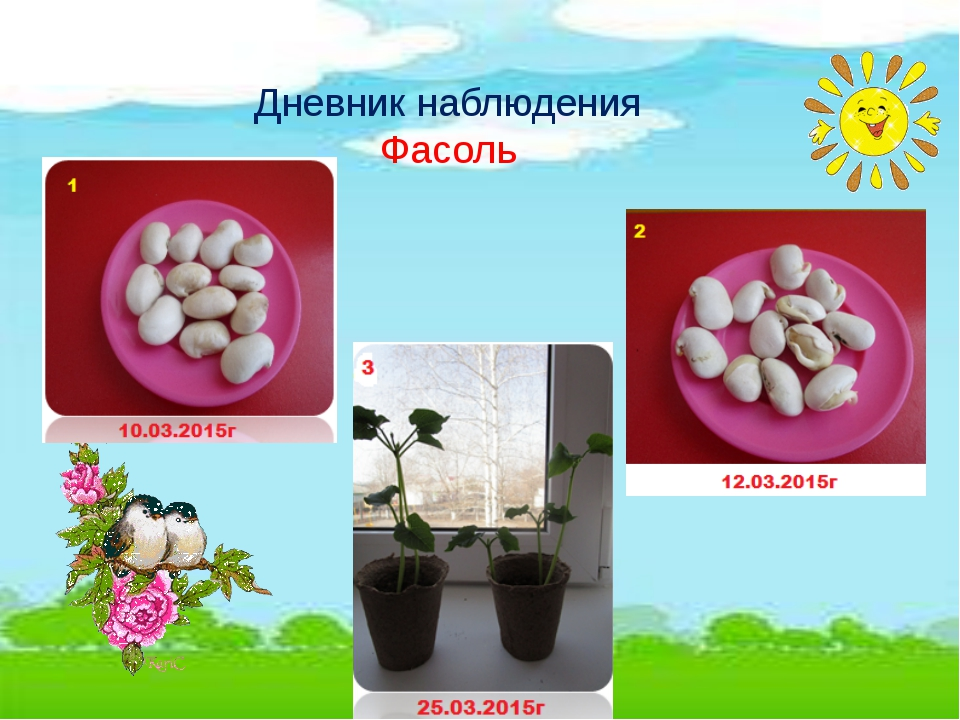 Дневник наблюдения
Фасоль
1
10.03.2015г
2
12.03.2015г
3
25.03.2015г